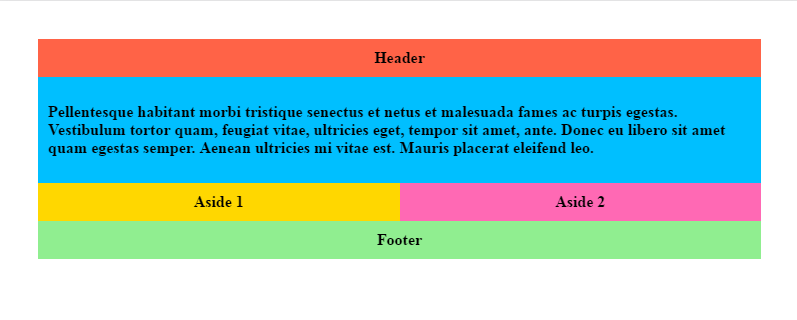 Header
Pellentesque habitant morbi tristique senectus et netus et malesuada fames ac turpis egestas.
Vestibulum tortor quam, feugiat vitae, ultricies eget, tempor sit amet, ante. Donec eu libero sit amet
quam egestas semper. Aenean ultricies mi vitae est. Mauris placerat eleifend leo.
Aside 1
Aside 2
Footer